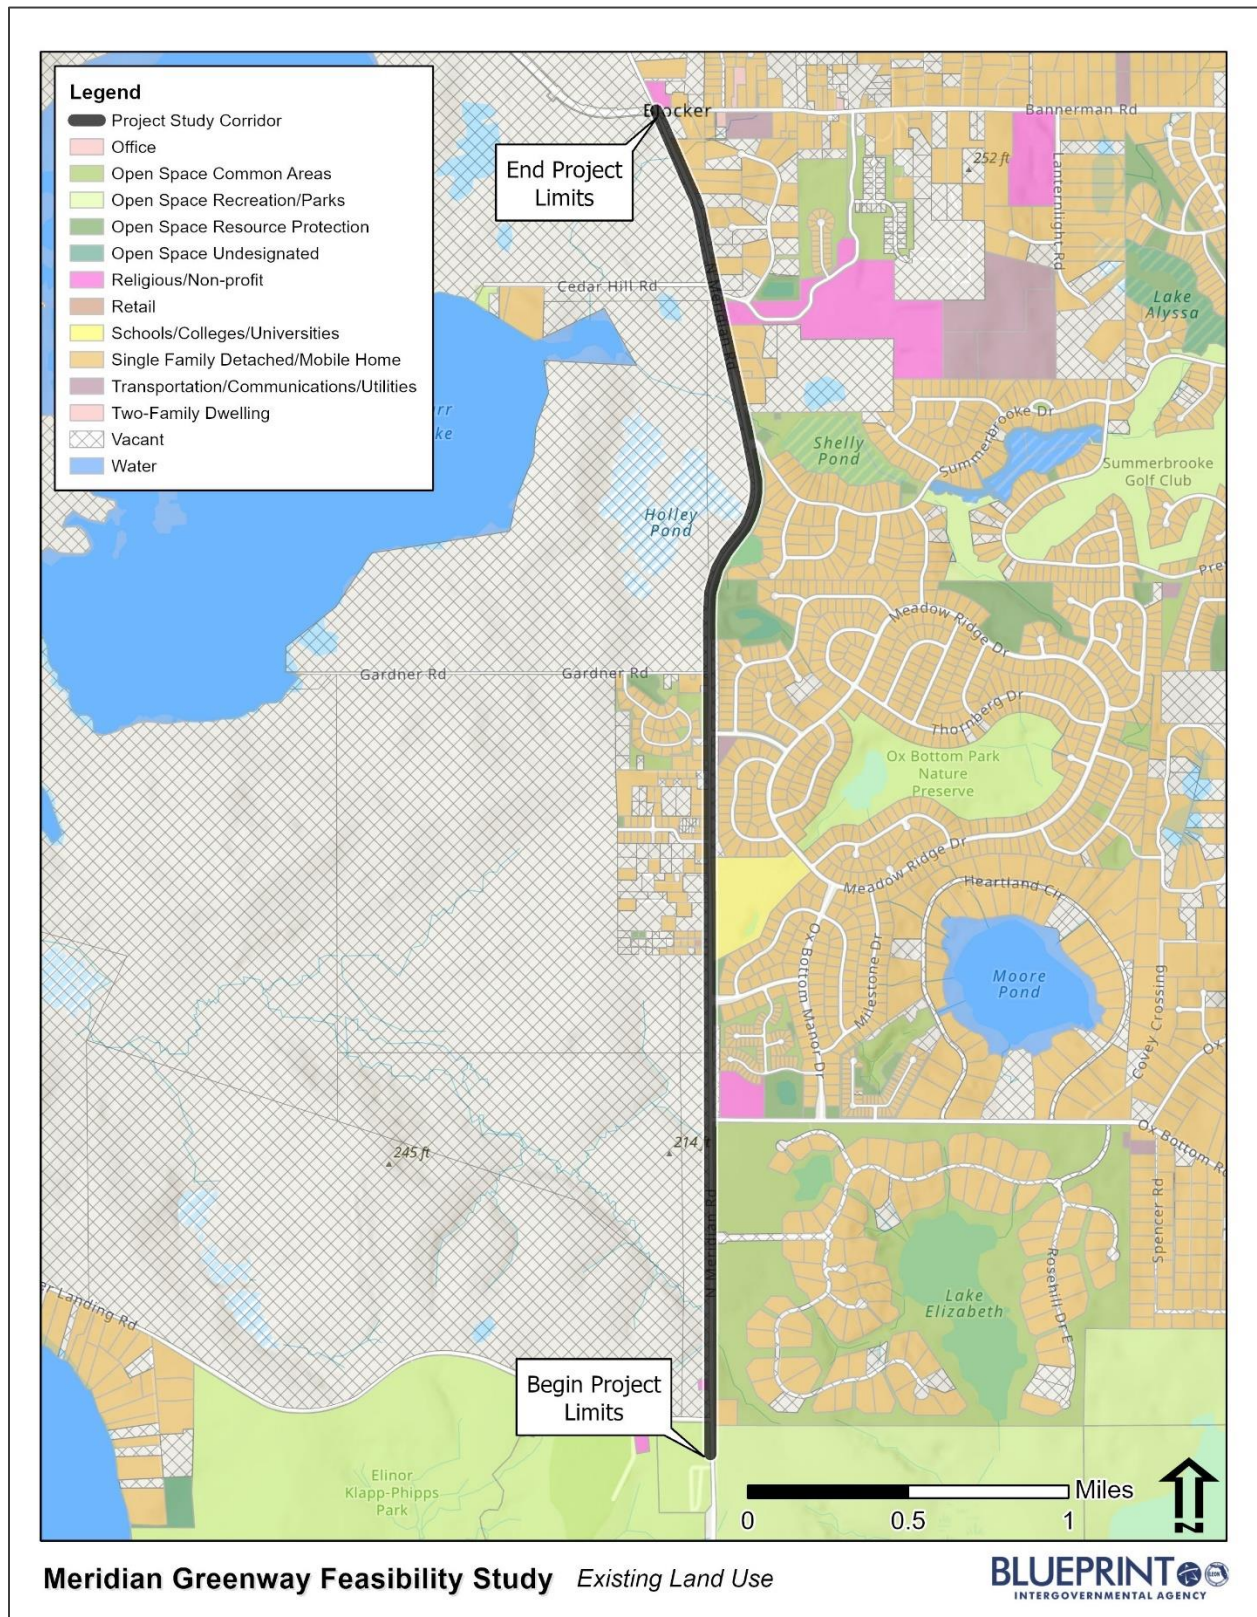 Legend
Project Study Corridor
Office
Open Space Common Areas
Open Space Recreation/Parks
Open Space Resource Protection
Open Space Undesignated
Religious/Non-profit
Retail
Schools/Colleges/Universities
Single Family Detached/Mobile Home
Transportation/Communications/Utilities
Two-Family Dwelling
Vacant
Water
End Project
Limits
Bannerman Rd
252 ft
Lanternlight Rd
N Meridian Rd
Cedar Hill Rd
Lake
Alyssa
Shelly
Pond
Summerbrooke Dr
Summerbrooke
Golf Club
Holley
Pond
Meadow Ridge Dr
Gardner Rd
Gardner Rd
Thornberg Dr
Ox Bottom Park
Nature
Preserve
Meadow Ridge Dr
Heartland Cir
Ox Bottom Manor Dr
Milestone Dr
Moore
Pond
Covey Crossing
Ox
245 ft
214 ft
Ox Bottom Rd
Spencer Rd
N Meridian Rd
Rosehill Dr E
Lake
Elizabeth
er Landing Rd
Begin Project
Limits
Elinor
Klapp-Phipps
Park
Miles
0 0.5 1
N
Meridian Greenway Feasibility Study Existing Land Use
BLUEPRINT
INTERGOVERNMENTAL AGENCY